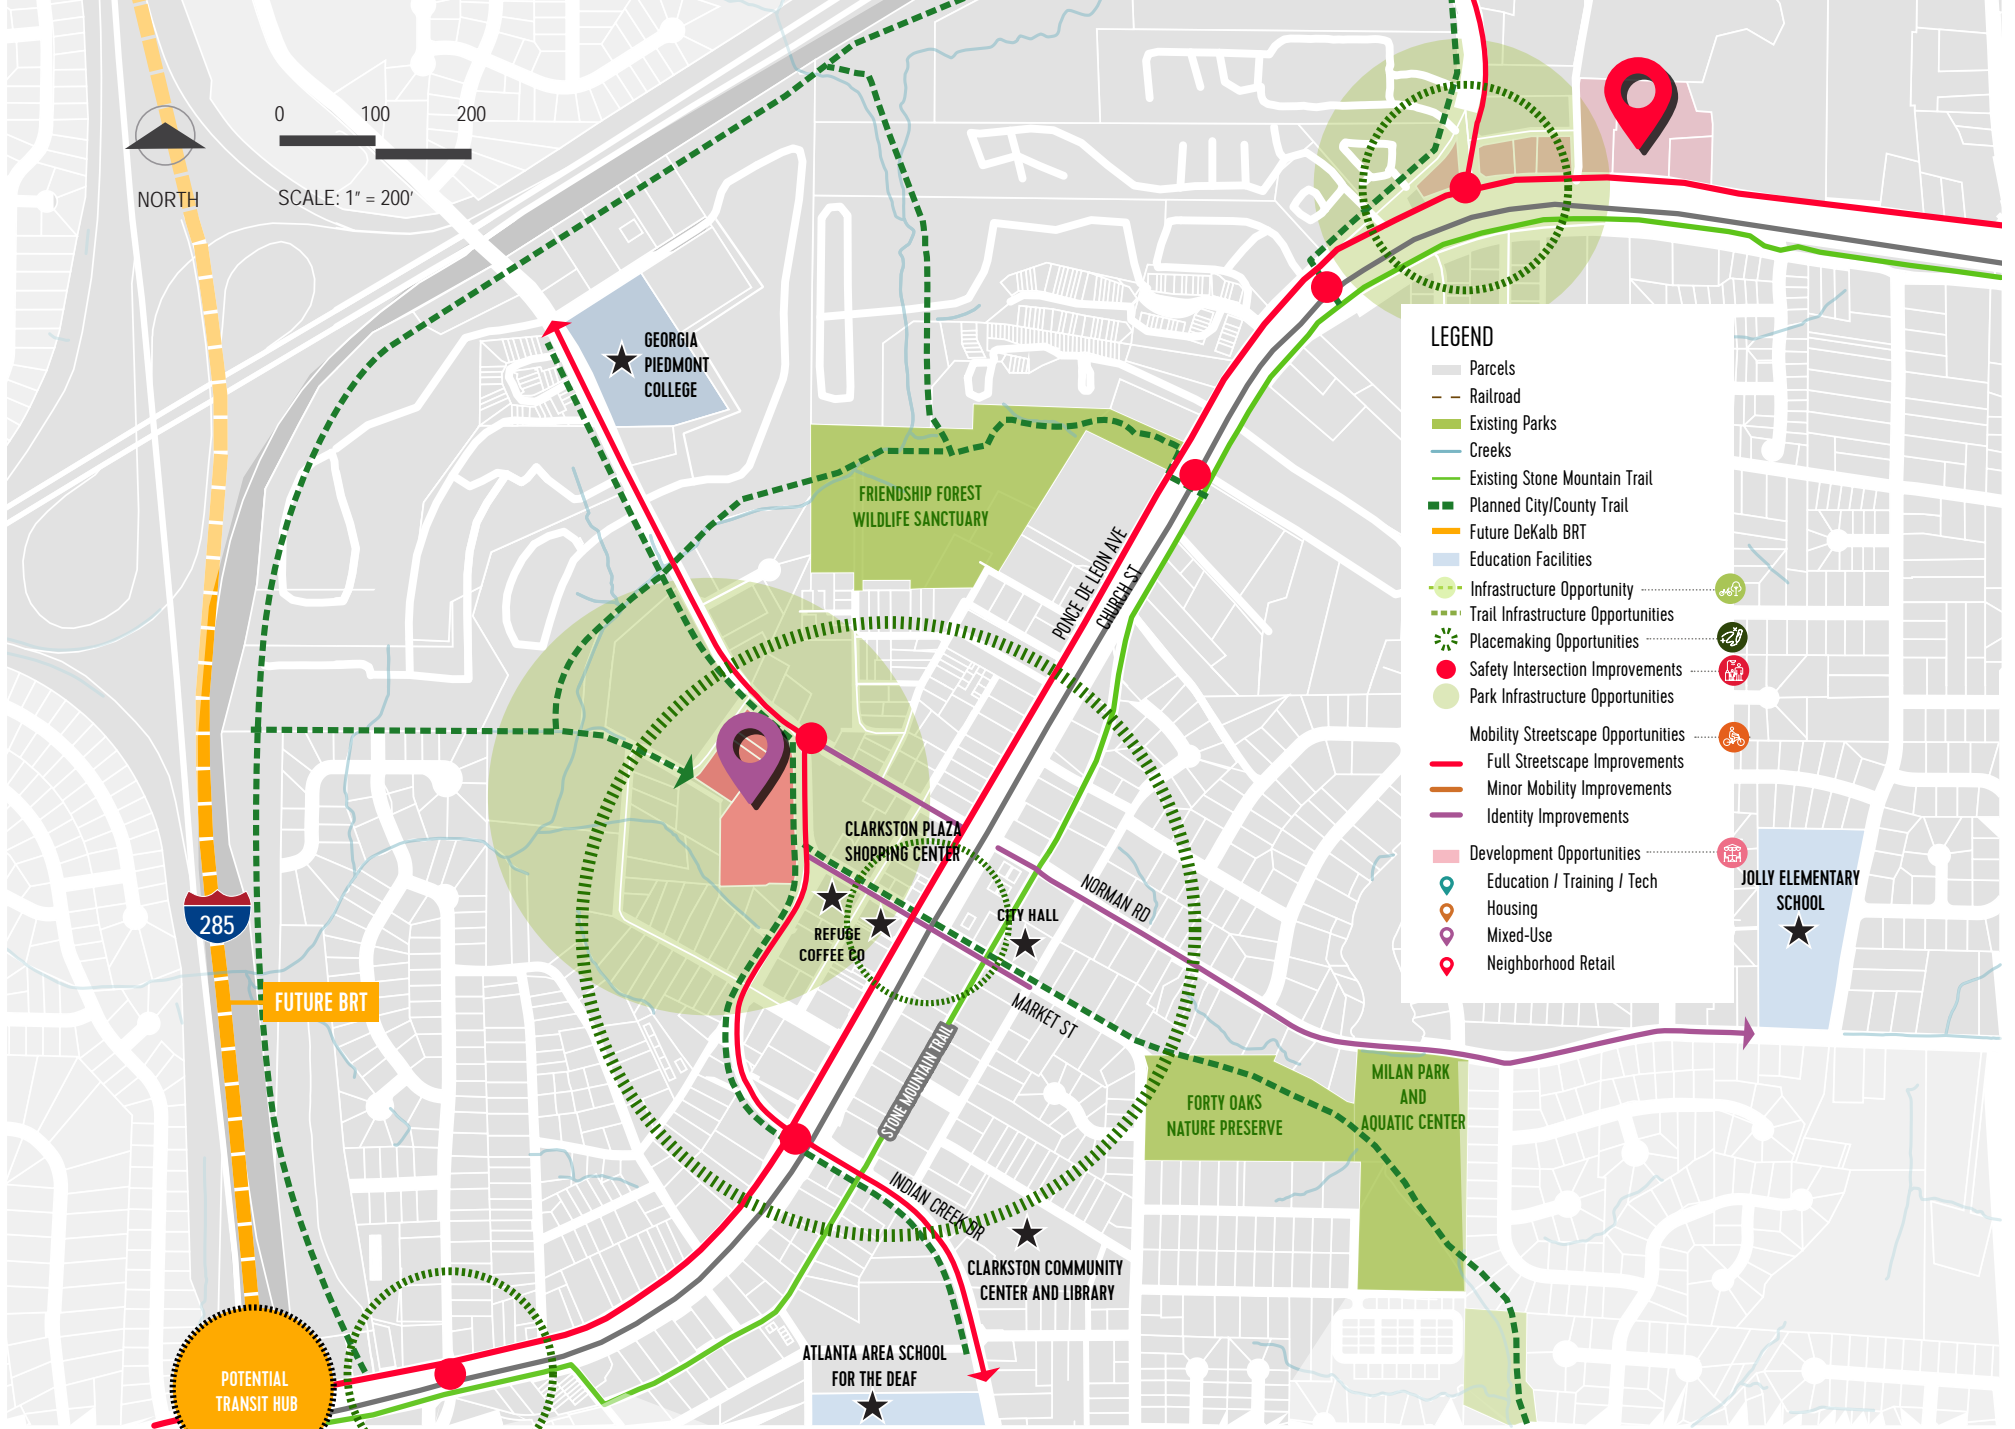 0 100 200
NORTH
SCALE: 1" = 200'
GEORGIA
PIEDMONT
COLLEGE
FRIENDSHIP FOREST
WILDLIFE SANCTUARY
PONCE DE LEON AVE
CHURCH ST
CLARKSTON PLAZA
SHOPPING CENTER
REFUGE
COFFEE CO
CITY HALL
NORMAN RD
MARKET ST
STONE MOUNTAIN TRAIL
INDIAN CREEK DR
285
FUTURE BRT
POTENTIAL
TRANSIT HUB
FORTY OAKS
NATURE PRESERVE
MILAN PARK
AND
AQUATIC CENTER
CLARKSTON COMMUNITY
CENTER AND LIBRARY
ATLANTA AREA SCHOOL
FOR THE DEAF
JOLLY ELEMENTARY
SCHOOL
LEGEND
Parcels
Railroad
Existing Parks
Creeks
Existing Stone Mountain Trail
Planned City/County Trail
Future DeKalb BRT
Education Facilities
Infrastructure Opportunity
Trail Infrastructure Opportunities
Placemaking Opportunities
Safety Intersection Improvements
Park Infrastructure Opportunities
Mobility Streetscape Opportunities
Full Streetscape Improvements
Minor Mobility Improvements
Identity Improvements
Development Opportunities
Education / Training / Tech
Housing
Mixed-Use
Neighborhood Retail